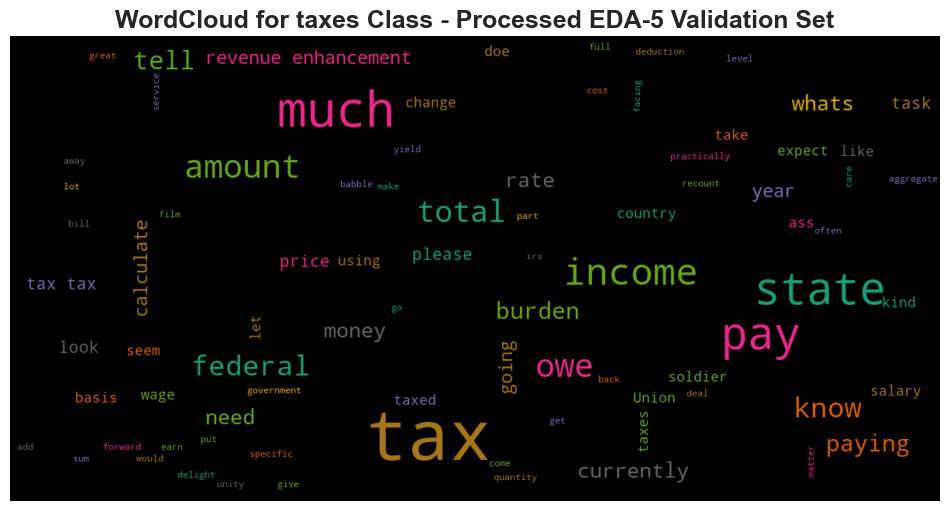 WordCloud for taxes Class - Processed EDA-5 Validation Set
great
tell
revenue enhancement
doe
full
deduction
level
service
much
change
cost
facing
whats
task
take
away
amount
yield
practically
expect
like
lot
babble
make
rate
recount
year
care
aggregate
bill
film
total
part
country
ass
often
calculate
price
using
please
irs
tax tax
income
state
kind
go
burden
let
money
pay
look
seem
federal
going
owe
back
soldier
basis
wage
government
taxed
Union
deal
salary
need
tax
get
taxes
know
paying
add
forward
earn
put
sum
would
specific
come
currently
matter
delight
unity
give
quantity